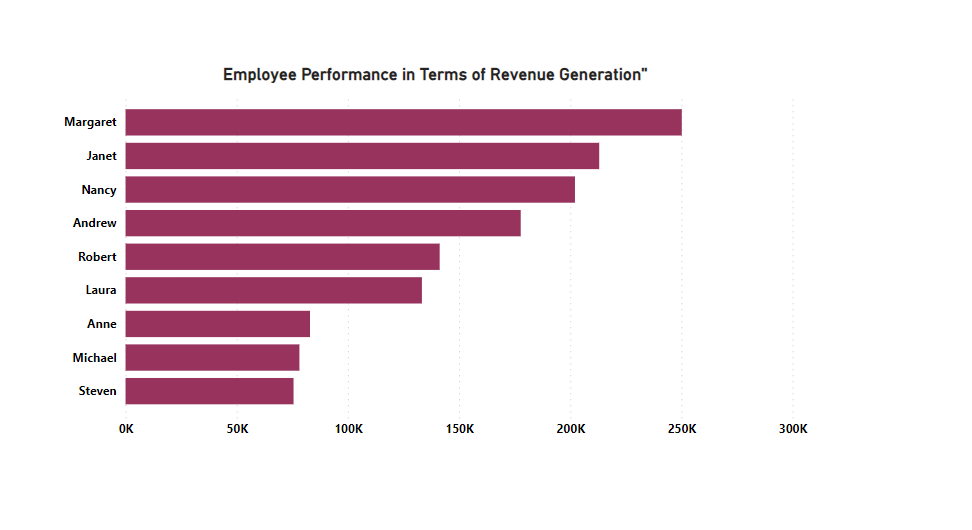 Employee Performance in Terms of Revenue Generation"
Margaret
Janet
Nancy
Andrew
Robert
Laura
Anne
Michael
Steven
0K 50K 100K 150K 200K 250K 300K